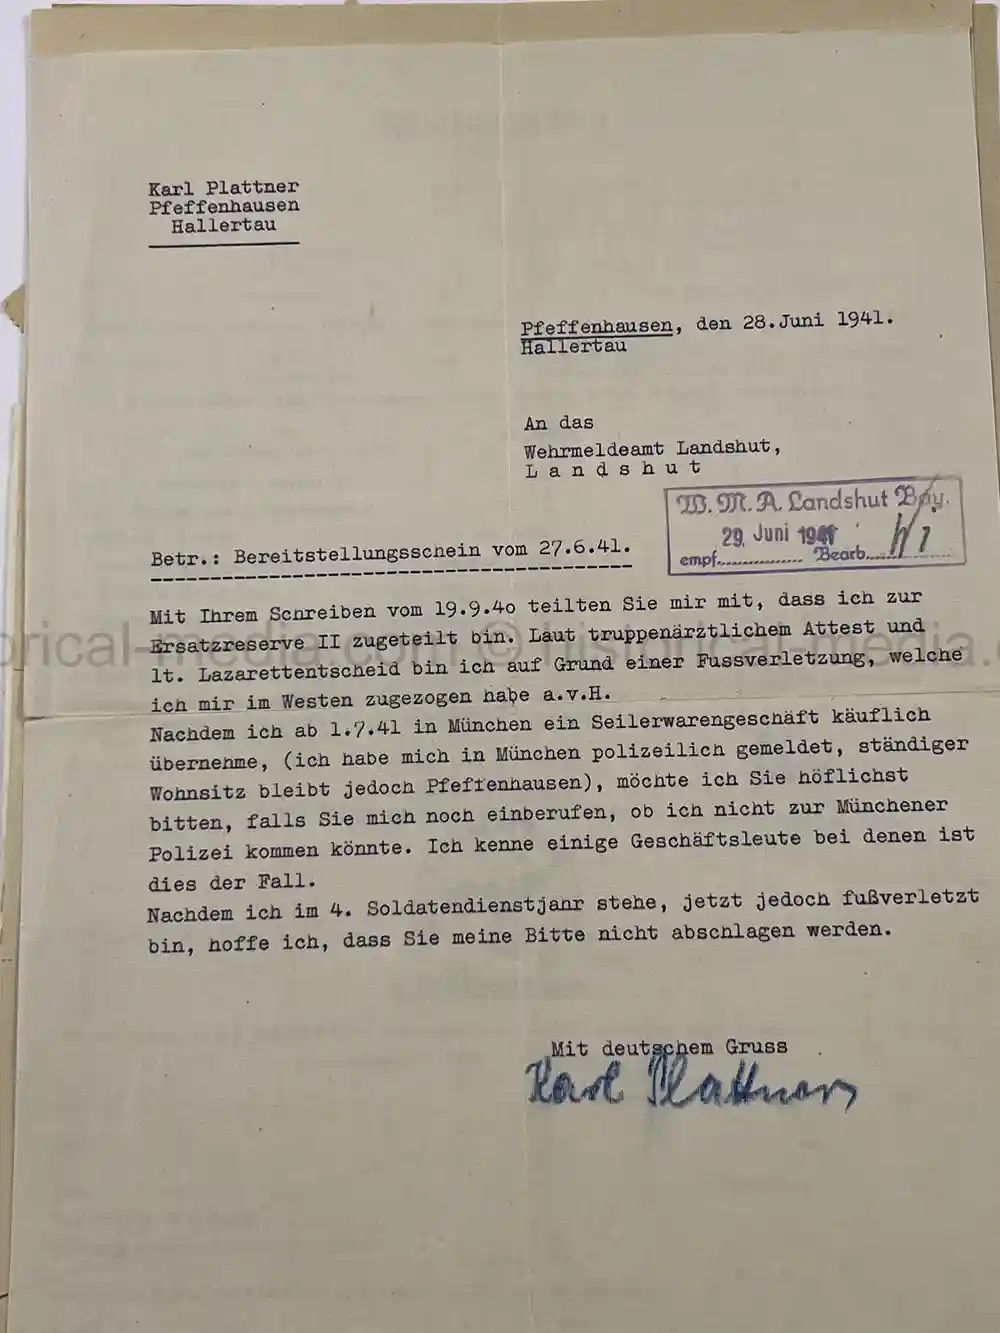 Karl Plattner
Pfeffenhausen
Hallertau
Pfeffenhausen, den 28.Juni 1941.
Hallertau
An das
Wehrmeldeamt Landshut,
L a n d s h u t
W. M. A. Landshut Bay.
29. Juni 1941
empf............... Bearb...............
Betr.: Bereitstellungsschein vom 27.6.41.
Mit Ihrem Schreiben vom 19.9.4o teilten Sie mir mit, dass ich zur
Ersatzreserve II zugeteilt bin. Laut truppenärztlichem Attest und
lt. Lazarettentscheid bin ich auf Grund einer Fussverletzung, welche
ich mir im Westen zugezogen habe a.v.H.
Nachdem ich ab 1.7.41 in München ein Seilerwarengeschäft käuflich
übernehme, (ich habe mich in München polizeilich gemeldet, ständiger
Wohnsitz bleibt jedoch Pfeffenhausen), möchte ich Sie höflichst
bitten, falls Sie mich noch einberufen, ob ich nicht zur Münchener
Polizei kommen könnte. Ich kenne einige Geschäftsleute bei denen ist
dies der Fall.
Nachdem ich im 4. Soldatendienstjahr stehe, jetzt jedoch fußverletzt
bin, hoffe ich, dass Sie meine Bitte nicht abschlagen werden.
Mit deutschem Gruss
Karl Plattner